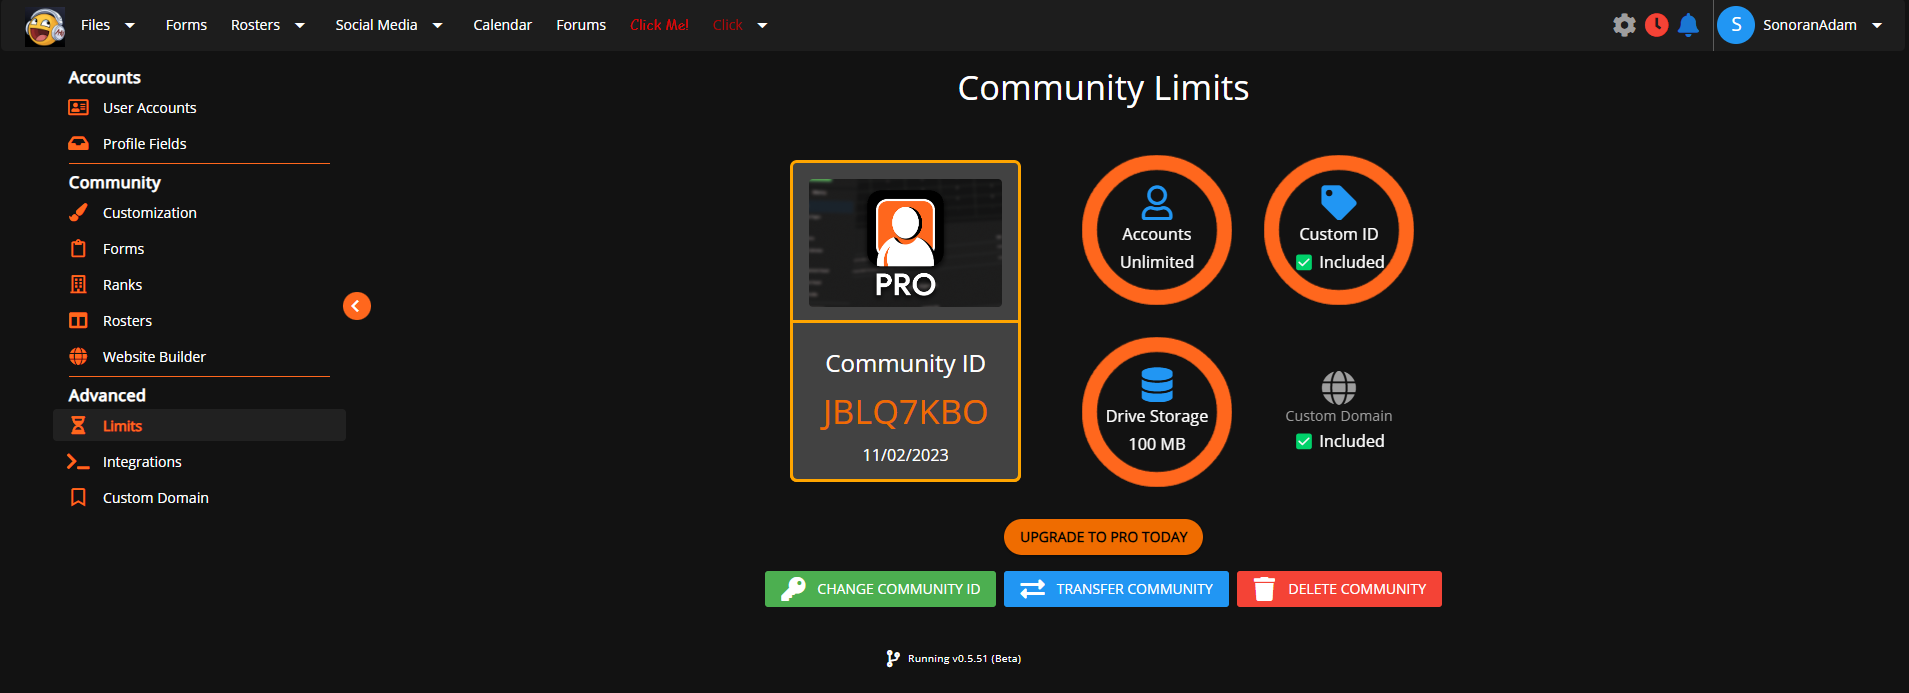 Files
Forms
Rosters
Social Media
Calendar
Forums
Click Me!
Click
S
SonoranAdam
Accounts
User Accounts
Profile Fields
Community
Customization
Forms
Ranks
Rosters
Website Builder
Advanced
Limits
Integrations
Custom Domain
Community Limits
PRO
Community ID
JBLQ7KBO
11/02/2023
Accounts
Unlimited
Custom ID
Included
Drive Storage
100 MB
Custom Domain
Included
UPGRADE TO PRO TODAY
CHANGE COMMUNITY ID
TRANSFER COMMUNITY
DELETE COMMUNITY
Running v0.5.51 (Beta)